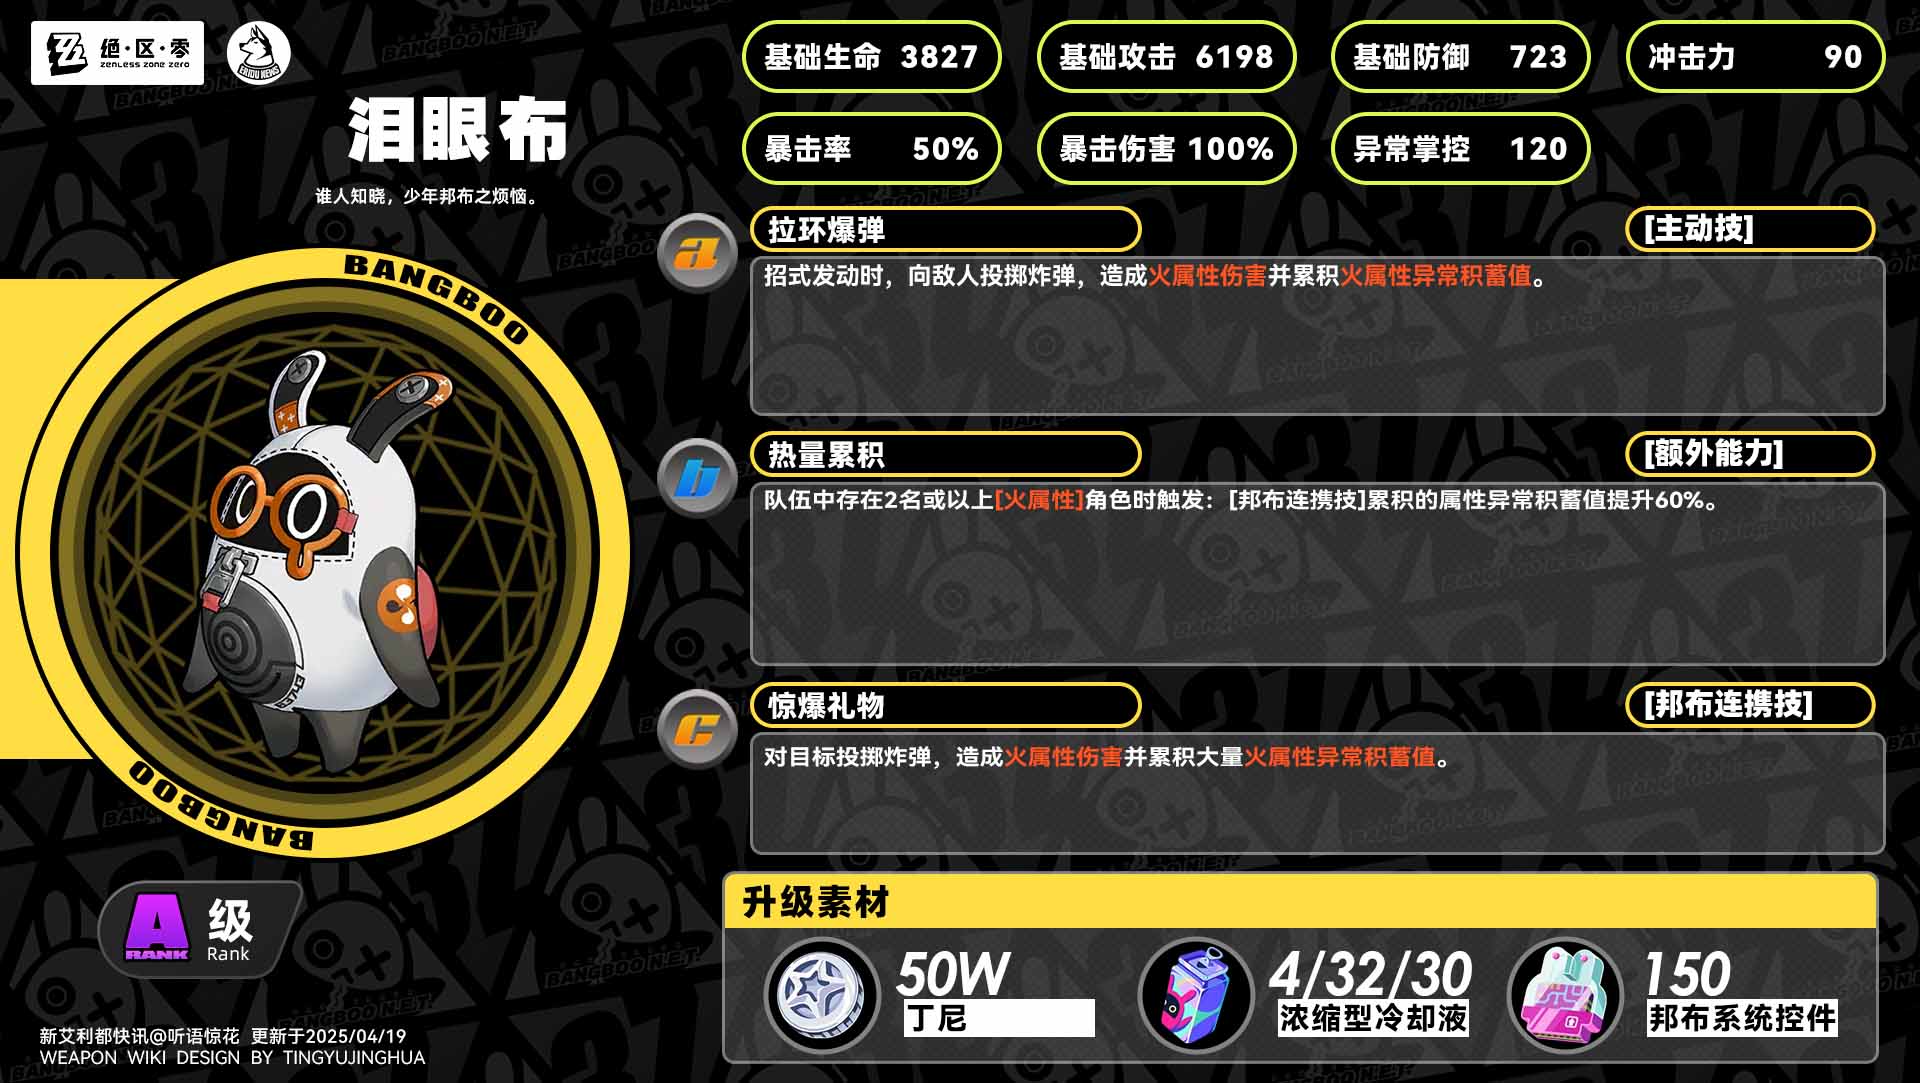 绝·区·零
ZENLESS ZONE ZERO
ERIDU NEWS
泪眼布
谁人知晓，少年邦布之烦恼。
基础生命 3827
基础攻击 6198
基础防御 723
冲击力 90
暴击率 50%
暴击伤害 100%
异常掌控 120
BANGBOO
BANGBOO
a
拉环爆弹
[主动技]
招式发动时，向敌人投掷炸弹，造成火属性伤害并累积火属性异常积蓄值。
b
热量累积
[额外能力]
队伍中存在2名或以上[火属性]角色时触发：[邦布连携技]累积的属性异常积蓄值提升60%。
c
惊爆礼物
[邦布连携技]
对目标投掷炸弹，造成火属性伤害并累积大量火属性异常积蓄值。
A
RANK
级
Rank
升级素材
50W
丁尼
4/32/30
浓缩型冷却液
150
邦布系统控件
新艾利都快讯@听语惊花 更新于2025/04/19
WEAPON WIKI DESIGN BY TINGYUJINGHUA